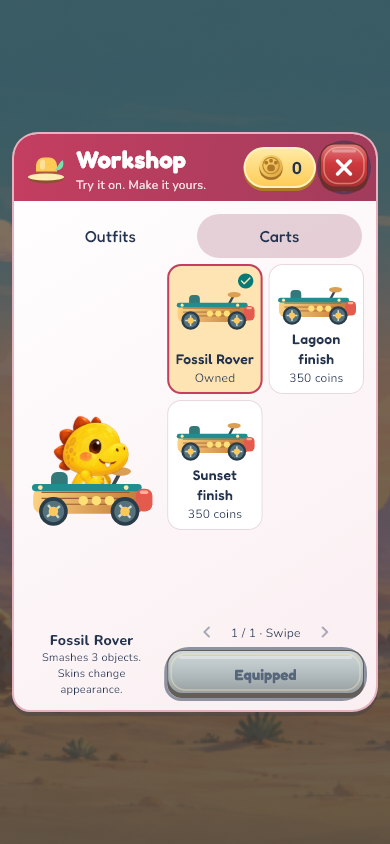 Workshop
Try it on. Make it yours.
0
Outfits
Carts
Fossil Rover
Owned
Lagoon
finish
350 coins
Sunset
finish
350 coins
Fossil Rover
Smashes 3 objects.
Skins change
appearance.
1 / 1 · Swipe
Equipped